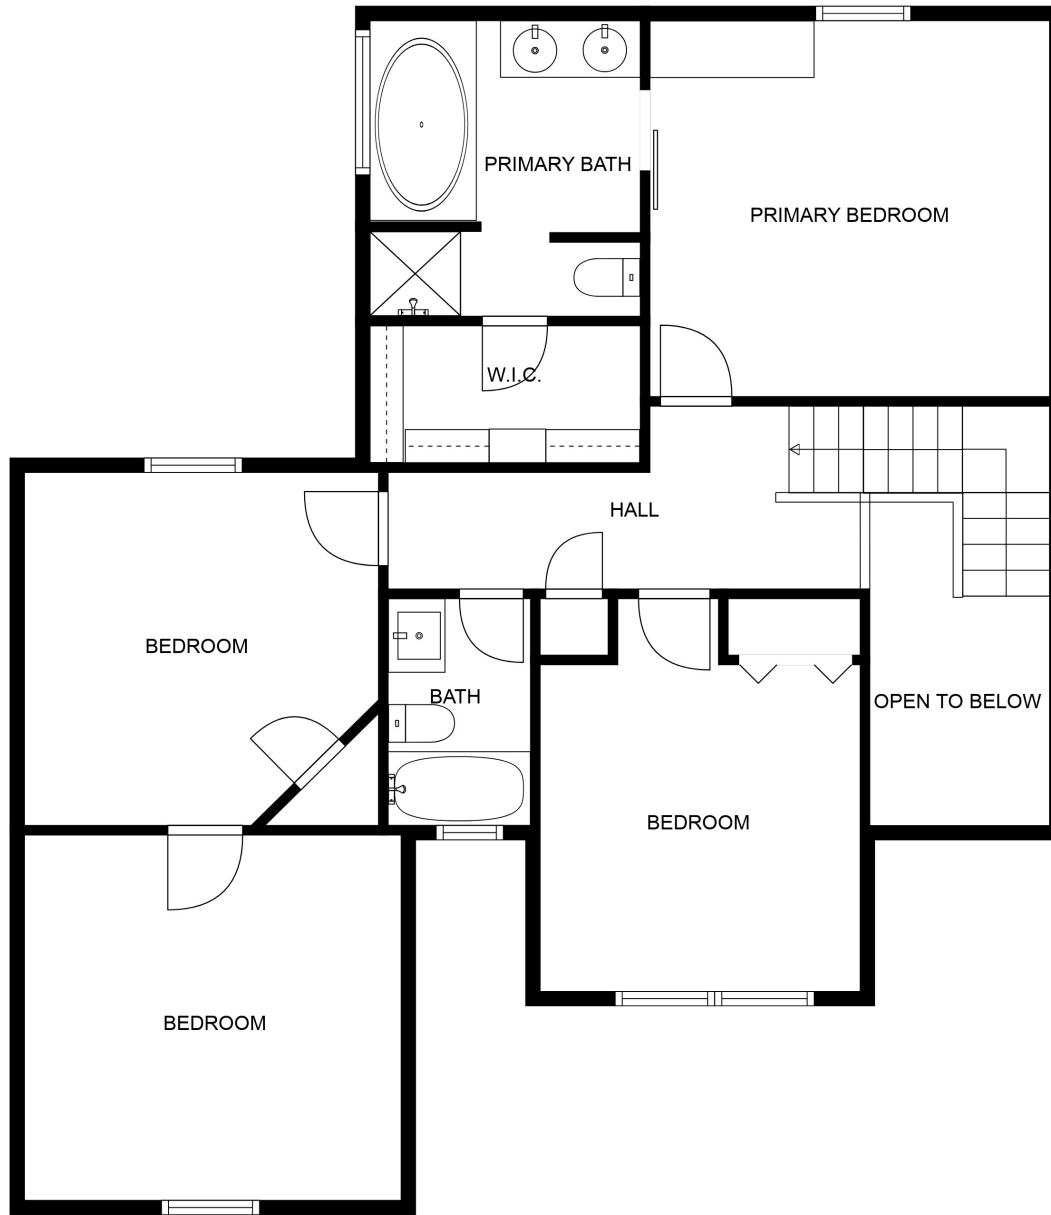 PRIMARY BATH
PRIMARY BEDROOM
W.I.C.
HALL
BEDROOM
BATH
OPEN TO BELOW
BEDROOM
BEDROOM